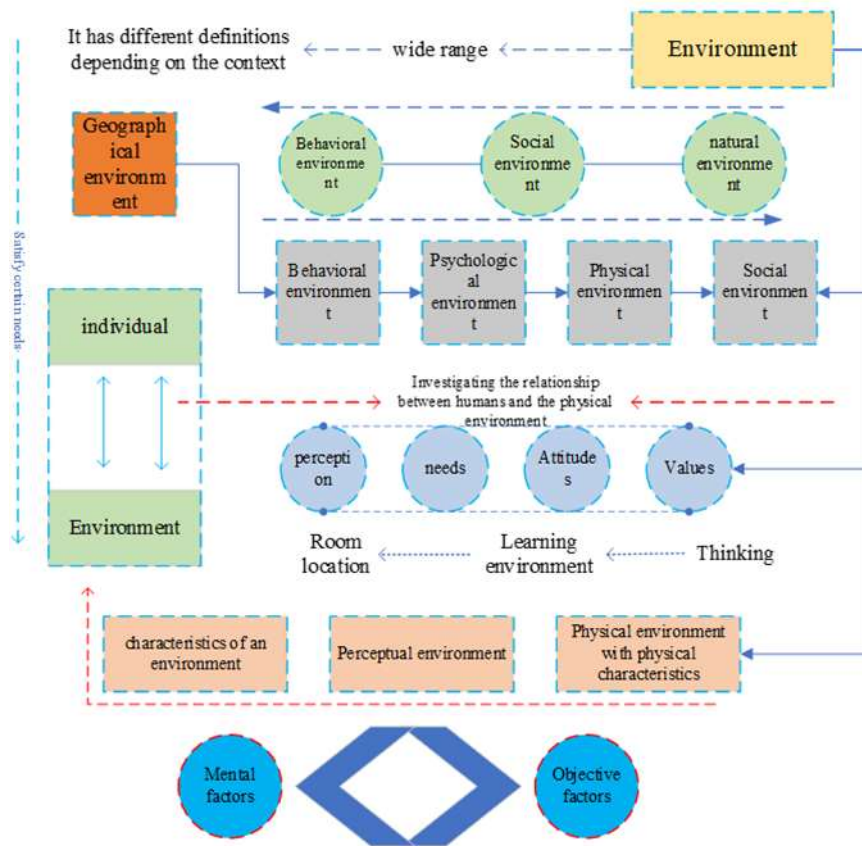 It has different definitions
depending on the context
wide range
Environment
Geograph
ical
environm
ent
Behavioral
environme
nt
Social
environme
nt
natural
environme
nt
Satisfy certain needs
Behavioral
environmen
t
Psychologi
cal
environmen
t
Physical
environmen
t
Social
environmen
t
individual
Investigating the relationship
between humans and the physical
environment
percepti
on
needs
Attitude
s
Values
Environment
Room
location
Learning
environment
Thinking
characteristics of an
environment
Perceptual environment
Physical environment
with physical
characteristics
Mental
factors
Objective
factors